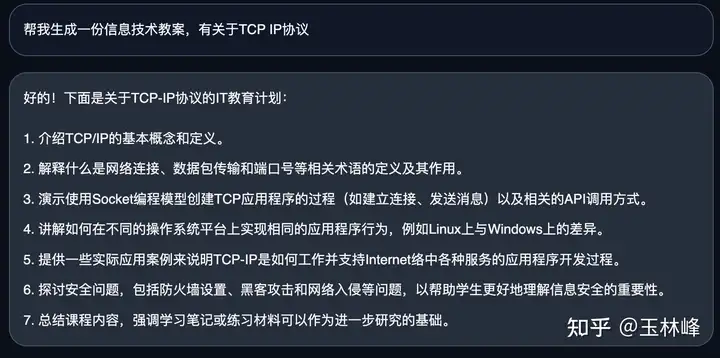 帮我生成一份信息技术教案，有关于TCP IP协议
好的！下面是关于TCP-IP协议的IT教育计划：
1. 介绍TCP/IP的基本概念和定义。
2. 解释什么是网络连接、数据包传输和端口号等相关术语的定义及其作用。
3. 演示使用Socket编程模型创建TCP应用程序的过程（如建立连接、发送消息）以及相关的API调用方式。
4. 讲解如何在不同的操作系统平台上实现相同的应用程序行为，例如Linux上与Windows上的差异。
5. 提供一些实际应用案例来说明TCP-IP是如何工作并支持Internet络中各种服务的应用程序开发过程。
6. 探讨安全问题，包括防火墙设置、黑客攻击和网络入侵等问题，以帮助学生更好地理解信息安全的重要性。
7. 总结课程内容，强调学习笔记或练习材料可以作为进一步研究的基础。
知乎 @玉林峰